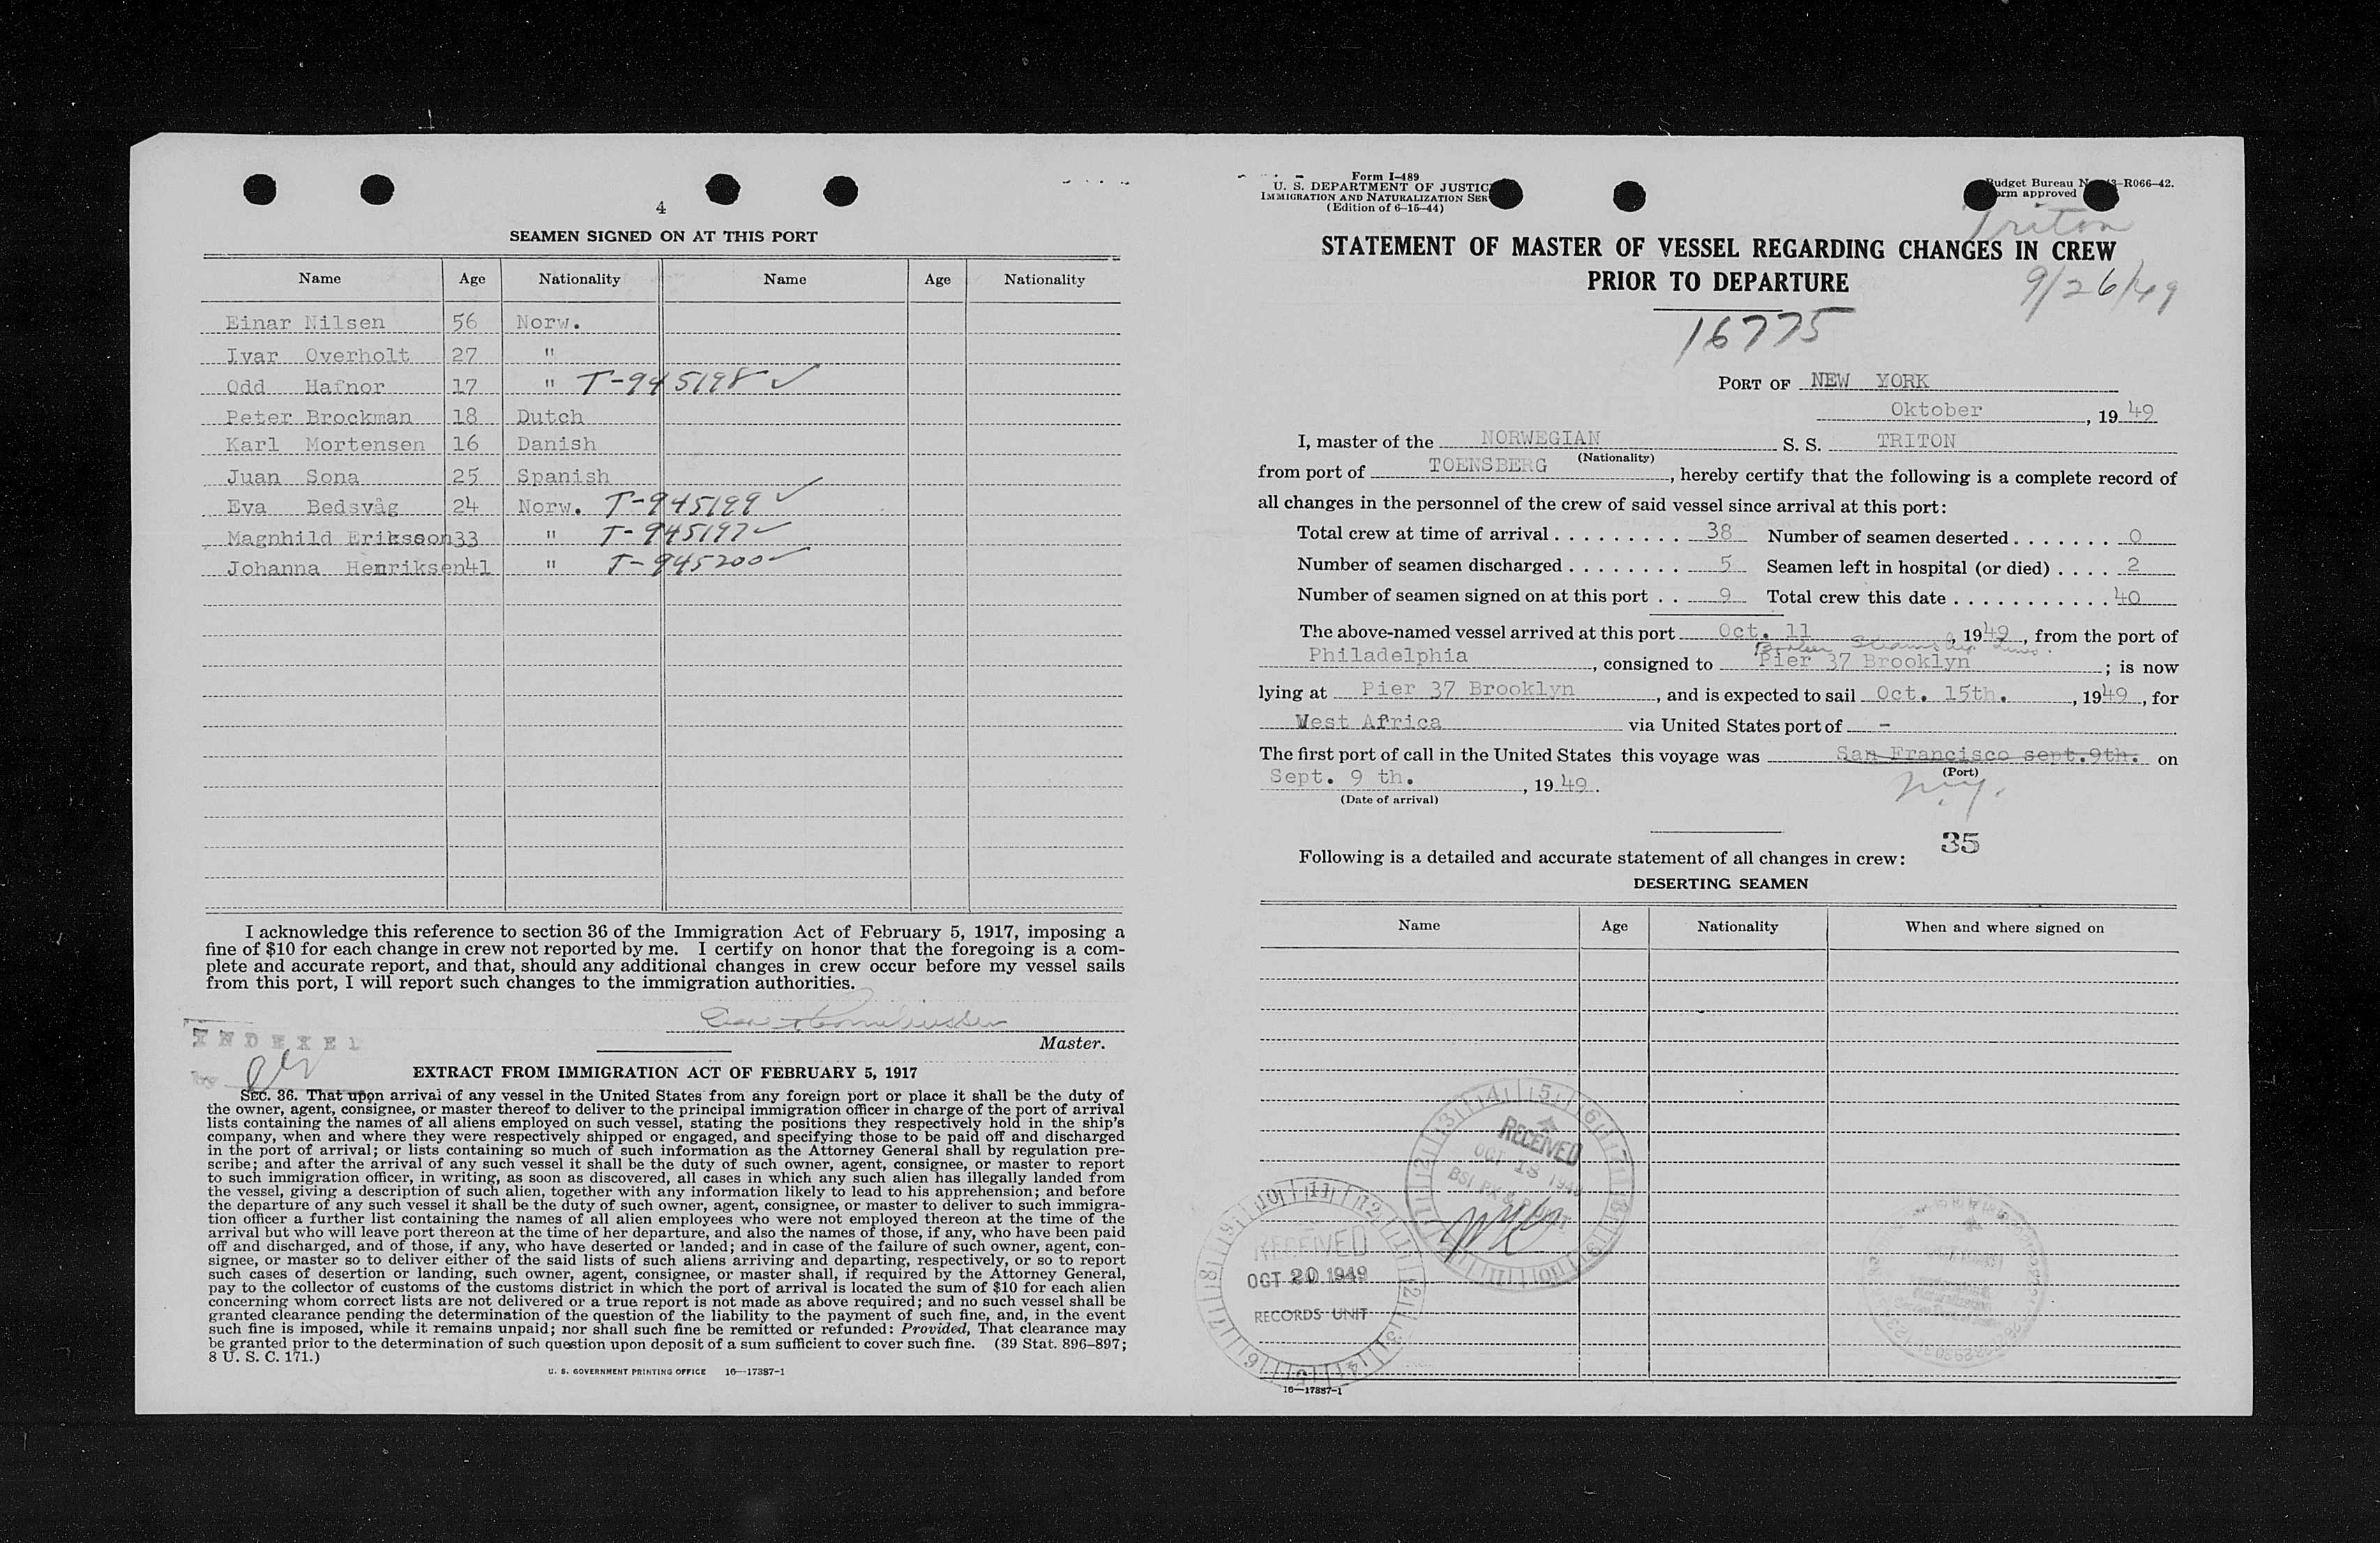 4
SEAMEN SIGNED ON AT THIS PORT
Name Age Nationality Name Age Nationality
Einar Nilsen 56 Norw.
Ivar Overholt 27 "
Odd Hafnor 17 " T-945198 ✓
Peter Brockman 18 Dutch
Karl Mortensen 16 Danish
Juan Sona 25 Spanish
Eva Bedsvåg 24 Norw. T-945199 ✓
Magnhild Eriksson 33 " T-945197 ✓
Johanna Henriksen 41 " T-945200 ✓
I acknowledge this reference to section 36 of the Immigration Act of February 5, 1917, imposing a
fine of $10 for each change in crew not reported by me. I certify on honor that the foregoing is a com-
plete and accurate report, and that, should any additional changes in crew occur before my vessel sails
from this port, I will report such changes to the immigration authorities.
Master.
INDEXED
by
EXTRACT FROM IMMIGRATION ACT OF FEBRUARY 5, 1917
SEC. 36. That upon arrival of any vessel in the United States from any foreign port or place it shall be the duty of
the owner, agent, consignee, or master thereof to deliver to the principal immigration officer in charge of the port of arrival
lists containing the names of all aliens employed on such vessel, stating the positions they respectively hold in the ship's
company, when and where they were respectively shipped or engaged, and specifying those to be paid off and discharged
in the port of arrival; or lists containing so much of such information as the Attorney General shall by regulation pre-
scribe; and after the arrival of any such vessel it shall be the duty of such owner, agent, consignee, or master to report
to such immigration officer, in writing, as soon as discovered, all cases in which any such alien has illegally landed from
the vessel, giving a description of such alien, together with any information likely to lead to his apprehension; and before
the departure of any such vessel it shall be the duty of such owner, agent, consignee, or master to deliver to such immigra-
tion officer a further list containing the names of all alien employees who were not employed thereon at the time of the
arrival but who will leave port thereon at the time of her departure, and also the names of those, if any, who have been paid
off and discharged, and of those, if any, who have deserted or landed; and in case of the failure of such owner, agent, con-
signee, or master so to deliver either of the said lists of such aliens arriving and departing, respectively, or so to report
such cases of desertion or landing, such owner, agent, consignee, or master shall, if required by the Attorney General,
pay to the collector of customs of the customs district in which the port of arrival is located the sum of $10 for each alien
concerning whom correct lists are not delivered or a true report is not made as above required; and no such vessel shall be
granted clearance pending the determination of the question of the liability to the payment of such fine, and, in the event
such fine is imposed, while it remains unpaid; nor shall such fine be remitted or refunded: Provided, That clearance may
be granted prior to the determination of such question upon deposit of a sum sufficient to cover such fine. (39 Stat. 896-897;
8 U. S. C. 171.)
U. S. GOVERNMENT PRINTING OFFICE 16—17387-1
Form I-489
U. S. DEPARTMENT OF JUSTIC
IMMIGRATION AND NATURALIZATION SER
(Edition of 6-15-44)
Budget Bureau N 3-R066-42.
orm approved
Triton
STATEMENT OF MASTER OF VESSEL REGARDING CHANGES IN CREW
PRIOR TO DEPARTURE
9/26/49
16775
PORT OF NEW YORK
Oktober, 1949
I, master of the NORWEGIAN S. S. TRITON
(Nationality)
from port of TOENSBERG, hereby certify that the following is a complete record of
all changes in the personnel of the crew of said vessel since arrival at this port:
Total crew at time of arrival . . . . . . . . . 38 Number of seamen deserted . . . . . . . 0
Number of seamen discharged . . . . . . . . 5 Seamen left in hospital (or died) . . . . 2
Number of seamen signed on at this port . . 9 Total crew this date . . . . . . . . . . . 40
The above-named vessel arrived at this port Oct. 11, 1949, from the port of
Steamship Lines.
Philadelphia, consigned to Pier 37 Brooklyn; is now
lying at Pier 37 Brooklyn, and is expected to sail Oct. 15th., 1949, for
West Africa via United States port of -
The first port of call in the United States this voyage was San Francisco sept.9th. on
(Port)
Sept. 9 th., 1949.
N.Y.
(Date of arrival)
35
Following is a detailed and accurate statement of all changes in crew:
DESERTING SEAMEN
Name Age Nationality When and where signed on
RECEIVED
OCT 13 1949
RECEIVED
OCT 20 1949
RECORDS UNIT
16—17387-1